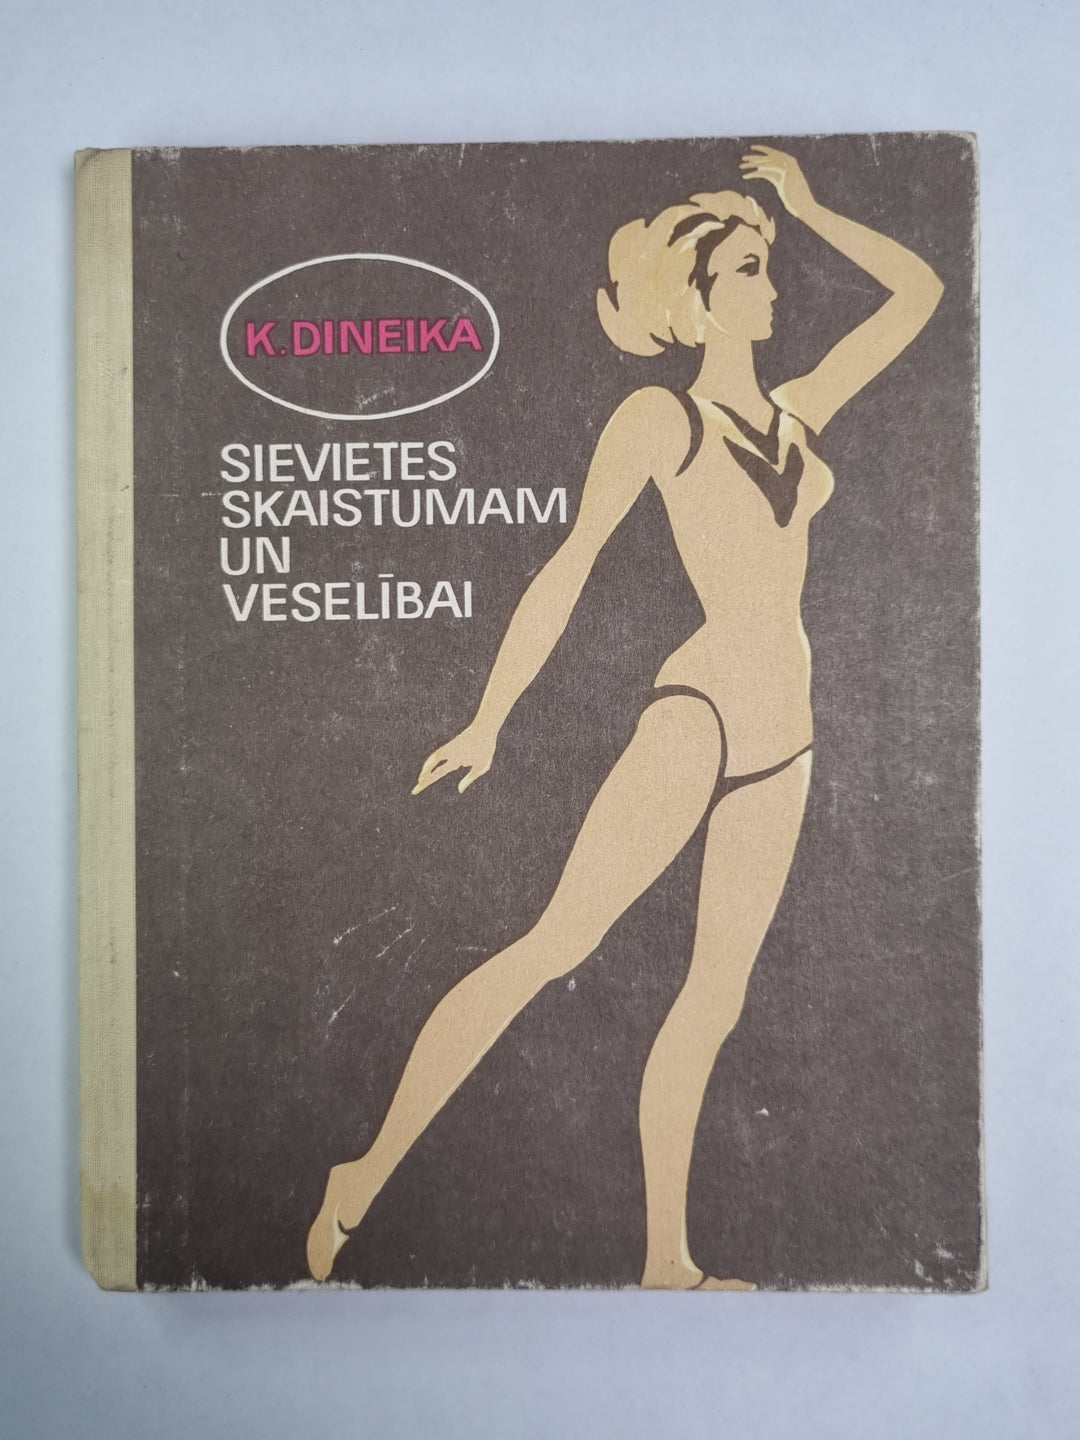 K. DINEIKA
SIEVIETES
SKAISTUMAM
UN
VESELĪBAI